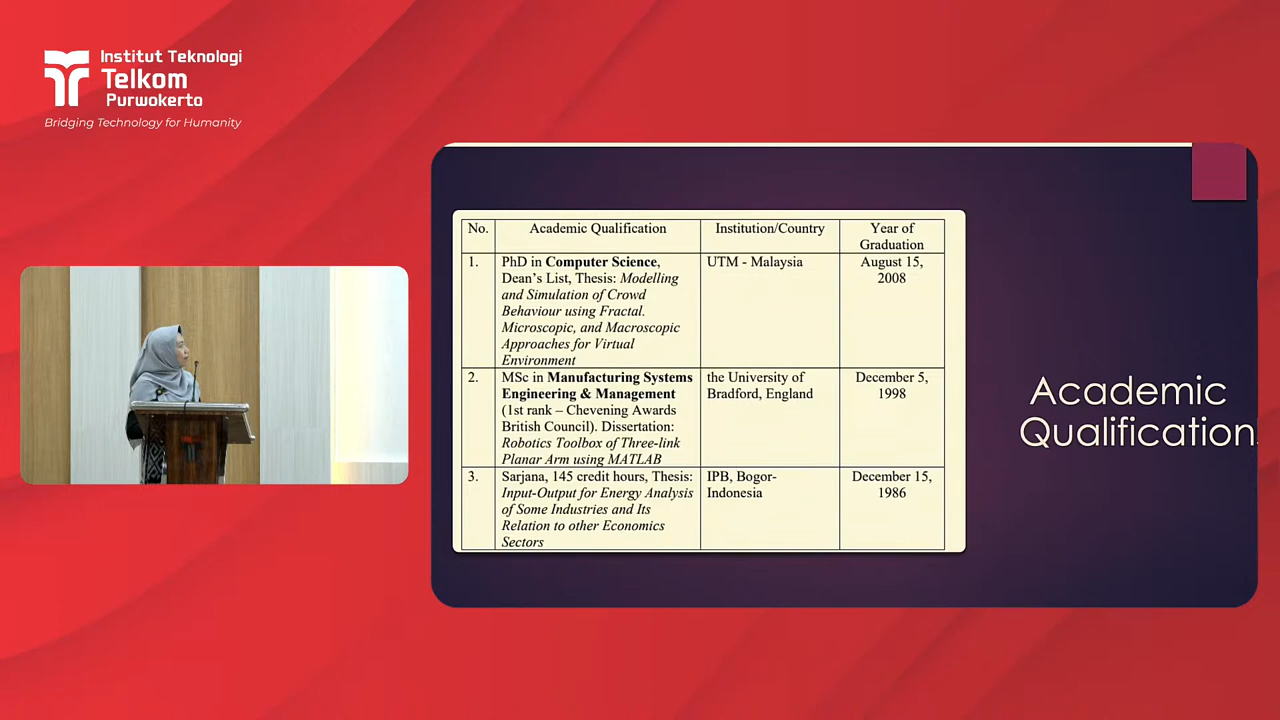 Institut Teknologi
Telkom
Purwokerto
Bridging Technology for Humanity
No.
Academic Qualification
Institution/Country
Year of
Graduation
1.
PhD in Computer Science,
Dean's List, Thesis: Modelling
and Simulation of Crowd
Behaviour using Fractal.
Microscopic, and Macroscopic
Approaches for Virtual
Environment
UTM - Malaysia
August 15,
2008
2.
MSc in Manufacturing Systems
Engineering & Management
(1st rank – Chevening Awards
British Council). Dissertation:
Robotics Toolbox of Three-link
Planar Arm using MATLAB
the University of
Bradford, England
December 5,
1998
3.
Sarjana, 145 credit hours, Thesis:
Input-Output for Energy Analysis
of Some Industries and Its
Relation to other Economics
Sectors
IPB, Bogor-
Indonesia
December 15,
1986
Academic
Qualification